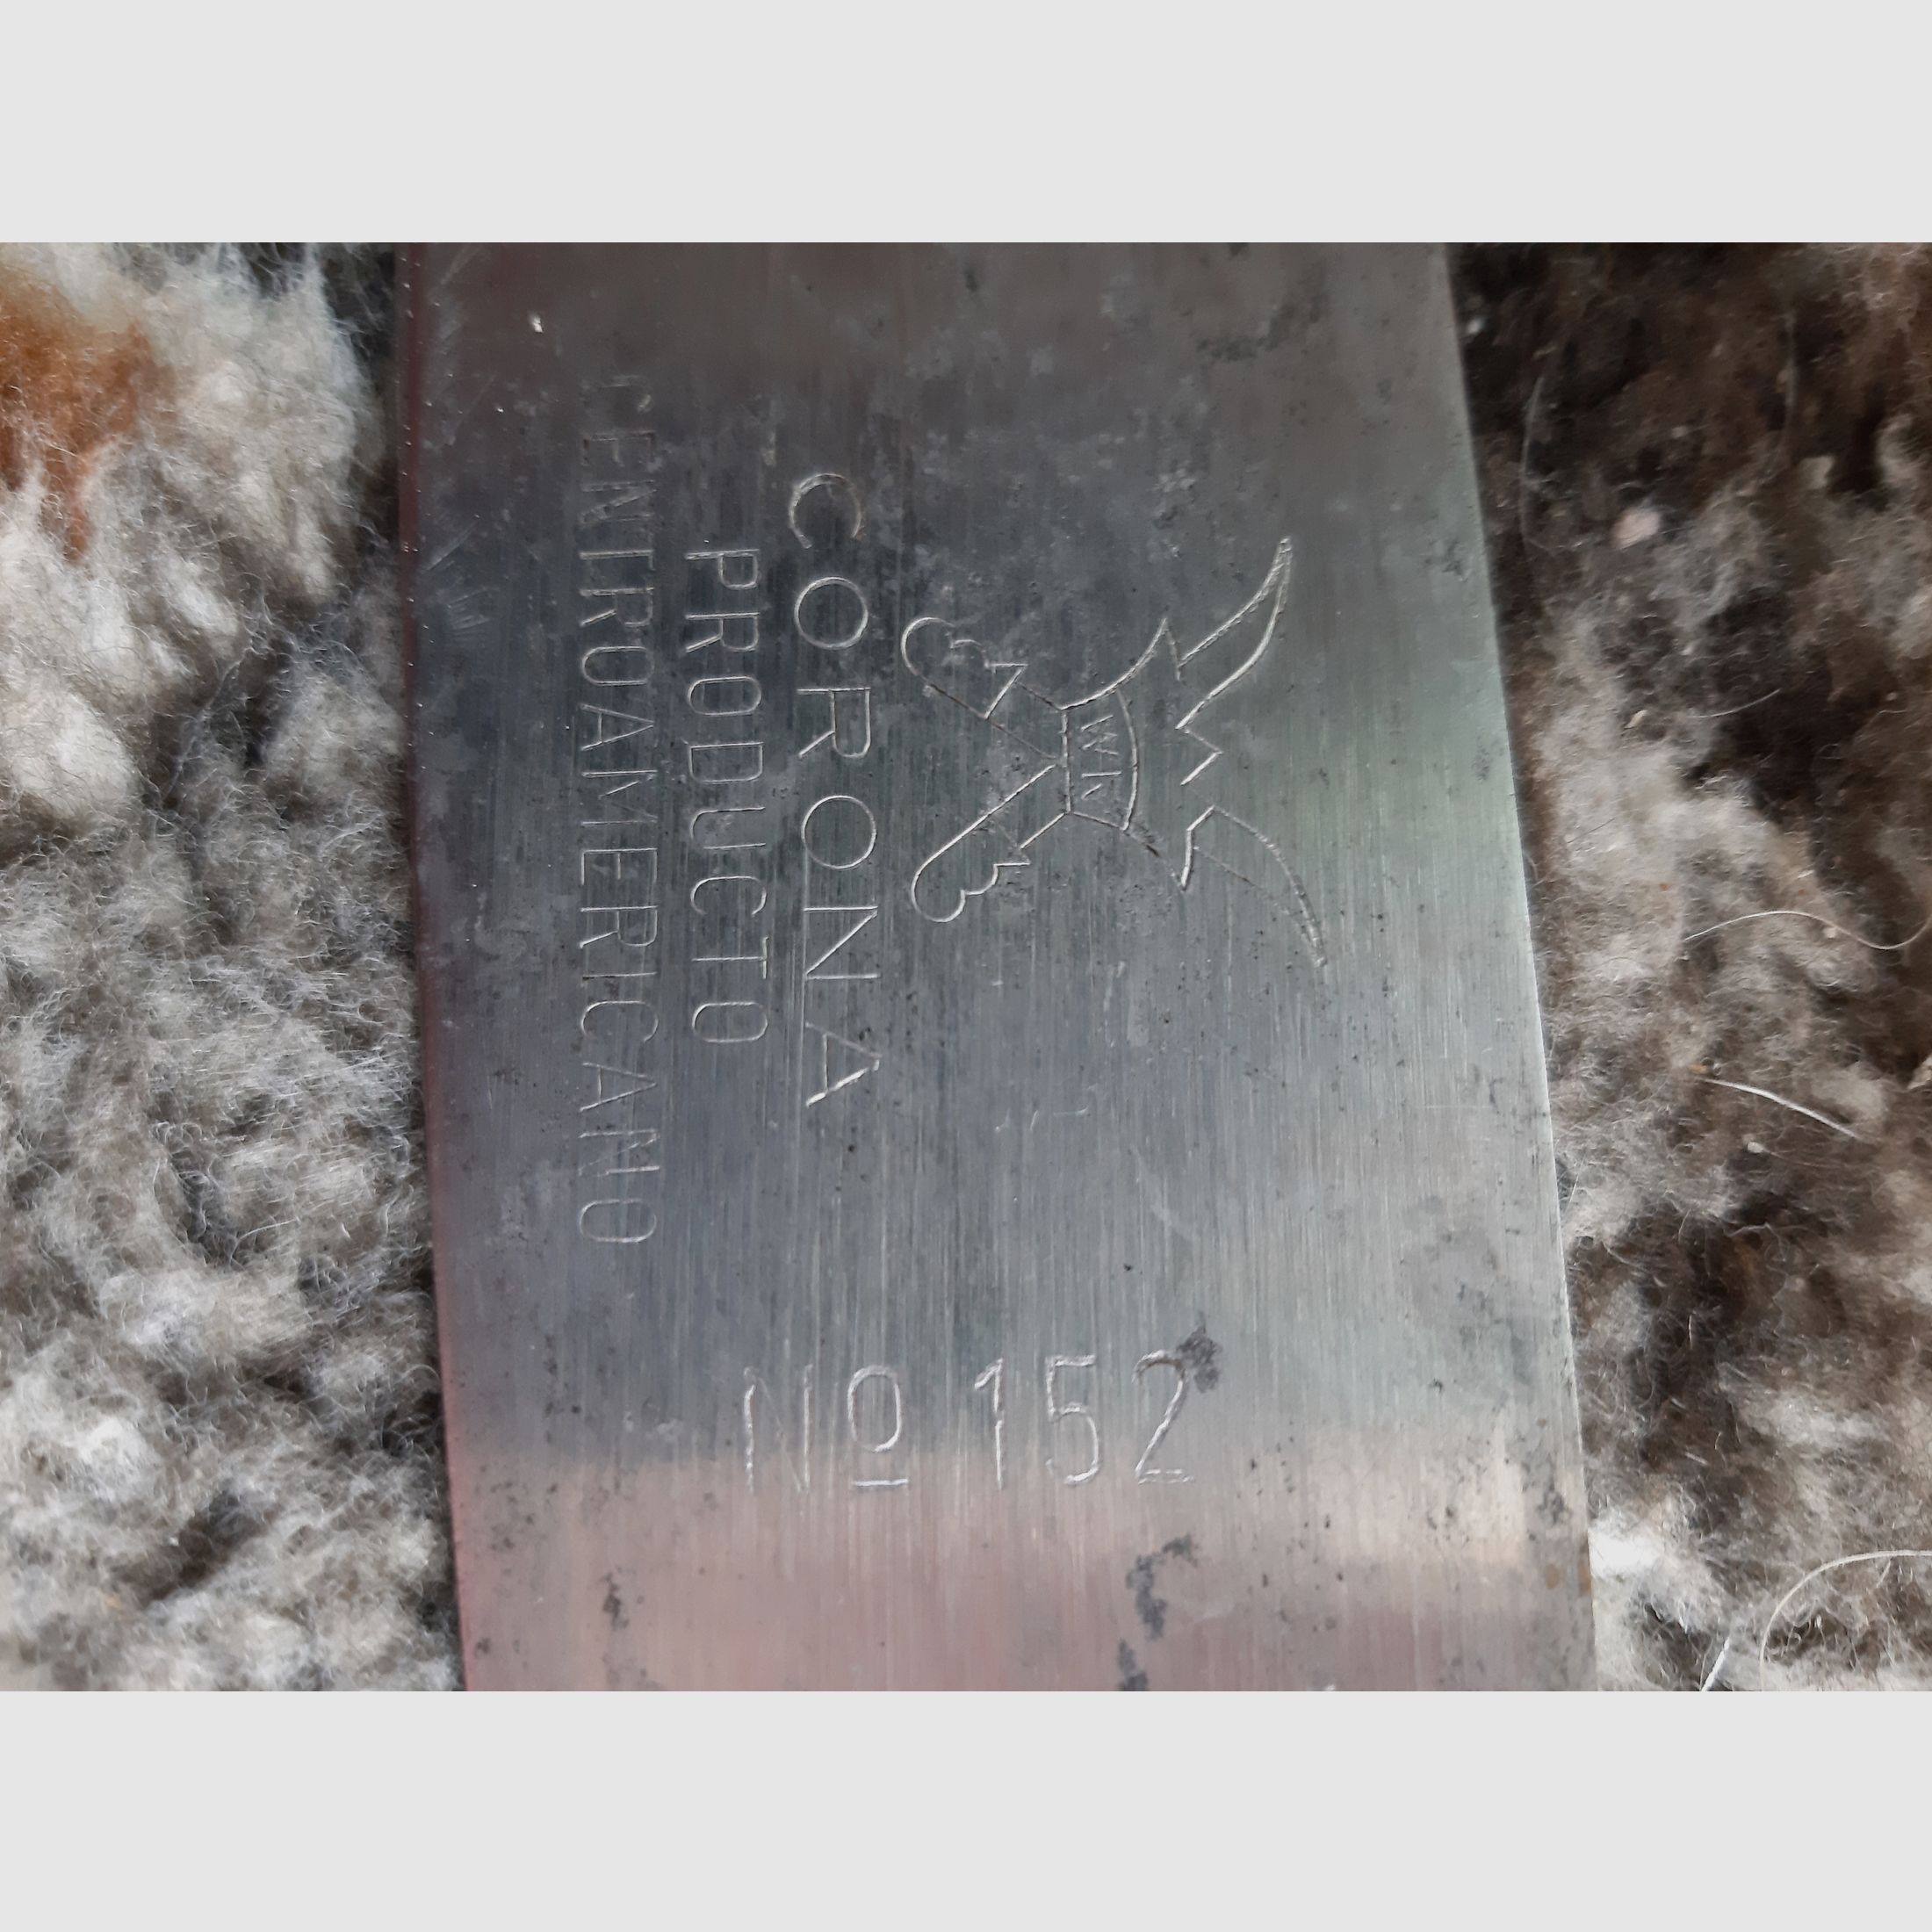 CORONA
PRODUCTO
CENTROAMERICANO
Nº 152